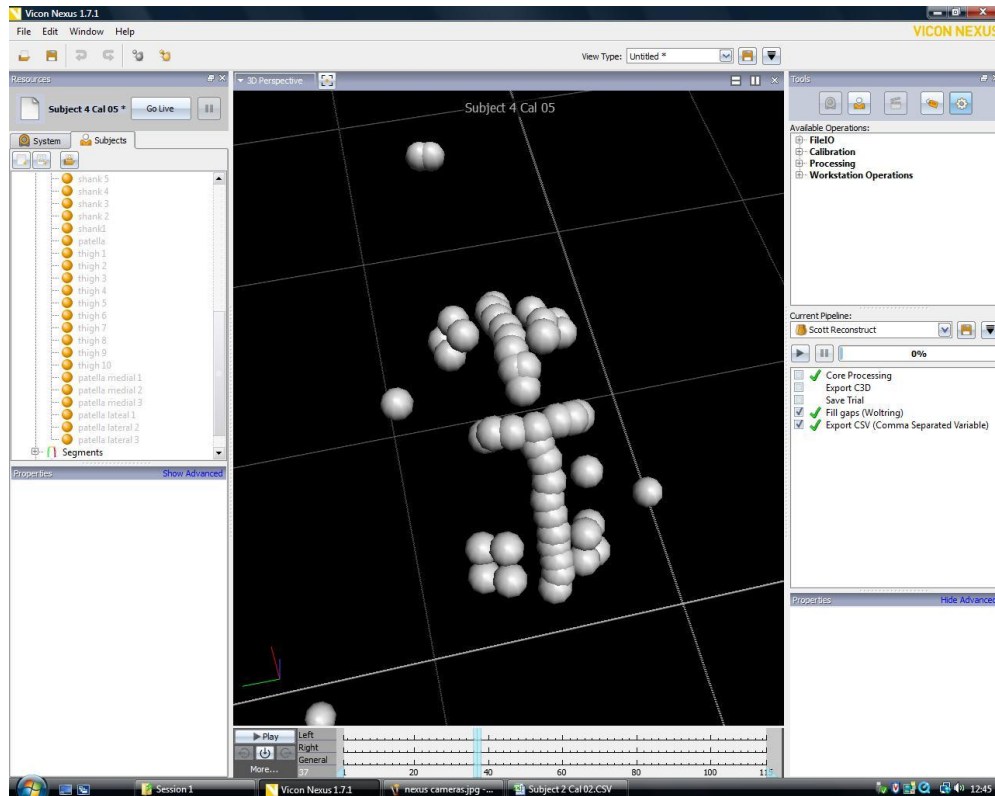 Vicon Nexus 1.7.1
File Edit Window Help
VICON NEXUS
View Type: Untitled *
Resources
3D Perspective
Tools
Subject 4 Cal 05 * Go Live
System Subjects
shank 5
shank 4
shank 3
shank 2
shank1
patella
thigh 1
thigh 2
thigh 3
thigh 4
thigh 5
thigh 6
thigh 7
thigh 8
thigh 9
thigh 10
patella medial 1
patella medial 2
patella medial 3
patella lateal 1
patella lateral 2
patella lateral 3
Segments
Properties Show Advanced
Subject 4 Cal 05
Available Operations:
FileIO
Calibration
Processing
Workstation Operations
Current Pipeline:
Scott Reconstruct
0%
Core Processing
Export C3D
Save Trial
Fill gaps (Woltring)
Export CSV (Comma Separated Variable)
Properties Hide Advanced
Play
More...
Left
Right
General
37 1 20 40 60 80 100
Session 1
Vicon Nexus 1.7.1
nexus cameras.jpg -...
Subject 2 Cal 02.CSV
12:45